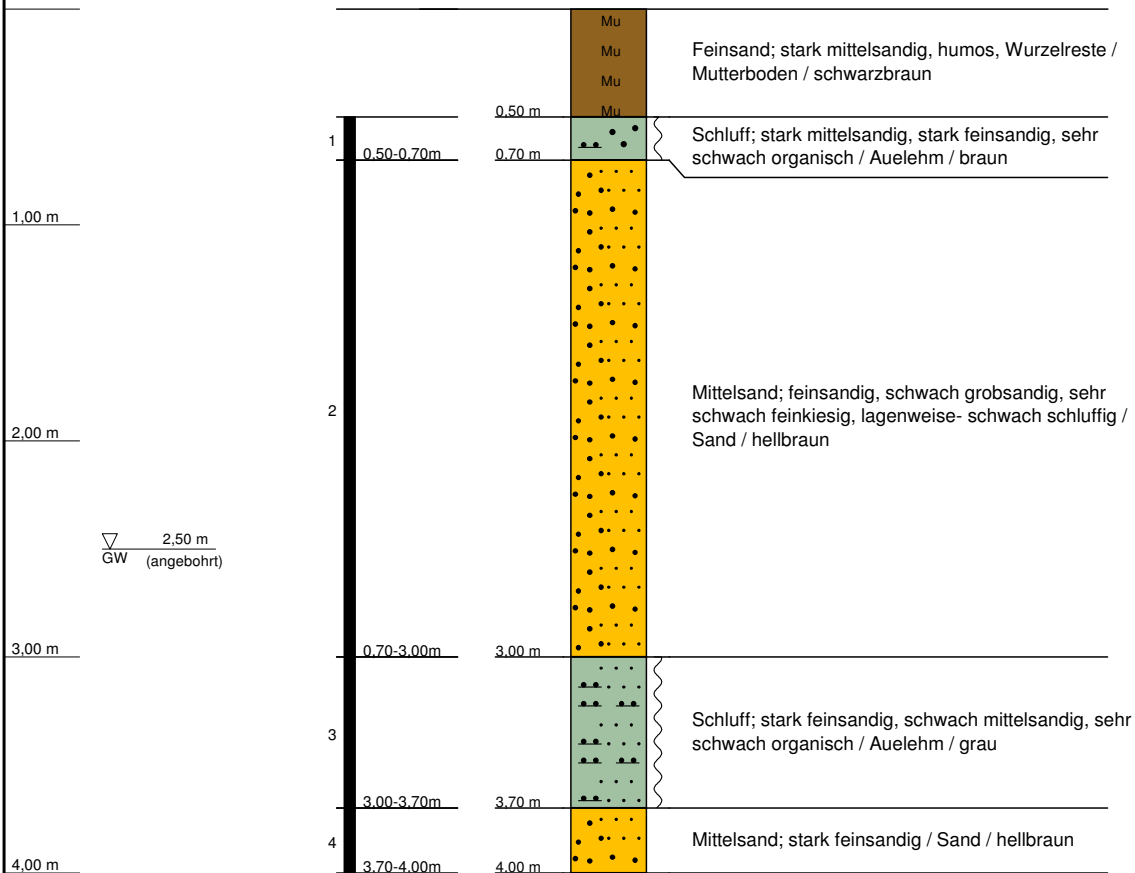 Mu
Mu
Mu
Mu
Feinsand; stark mittelsandig, humos, Wurzelreste /
Mutterboden / schwarzbraun
0,50 m
1
0,50-0,70m
0,70 m
Schluff; stark mittelsandig, stark feinsandig, sehr
schwach organisch / Auelehm / braun
1,00 m
2
Mittelsand; feinsandig, schwach grobsandig, sehr
schwach feinkiesig, lagenweise- schwach schluffig /
Sand / hellbraun
2,00 m
2,50 m
GW (angebohrt)
3,00 m
0,70-3,00m
3,00 m
3
Schluff; stark feinsandig, schwach mittelsandig, sehr
schwach organisch / Auelehm / grau
3,00-3,70m
3,70 m
4
Mittelsand; stark feinsandig / Sand / hellbraun
4,00 m
3,70-4,00m
4,00 m